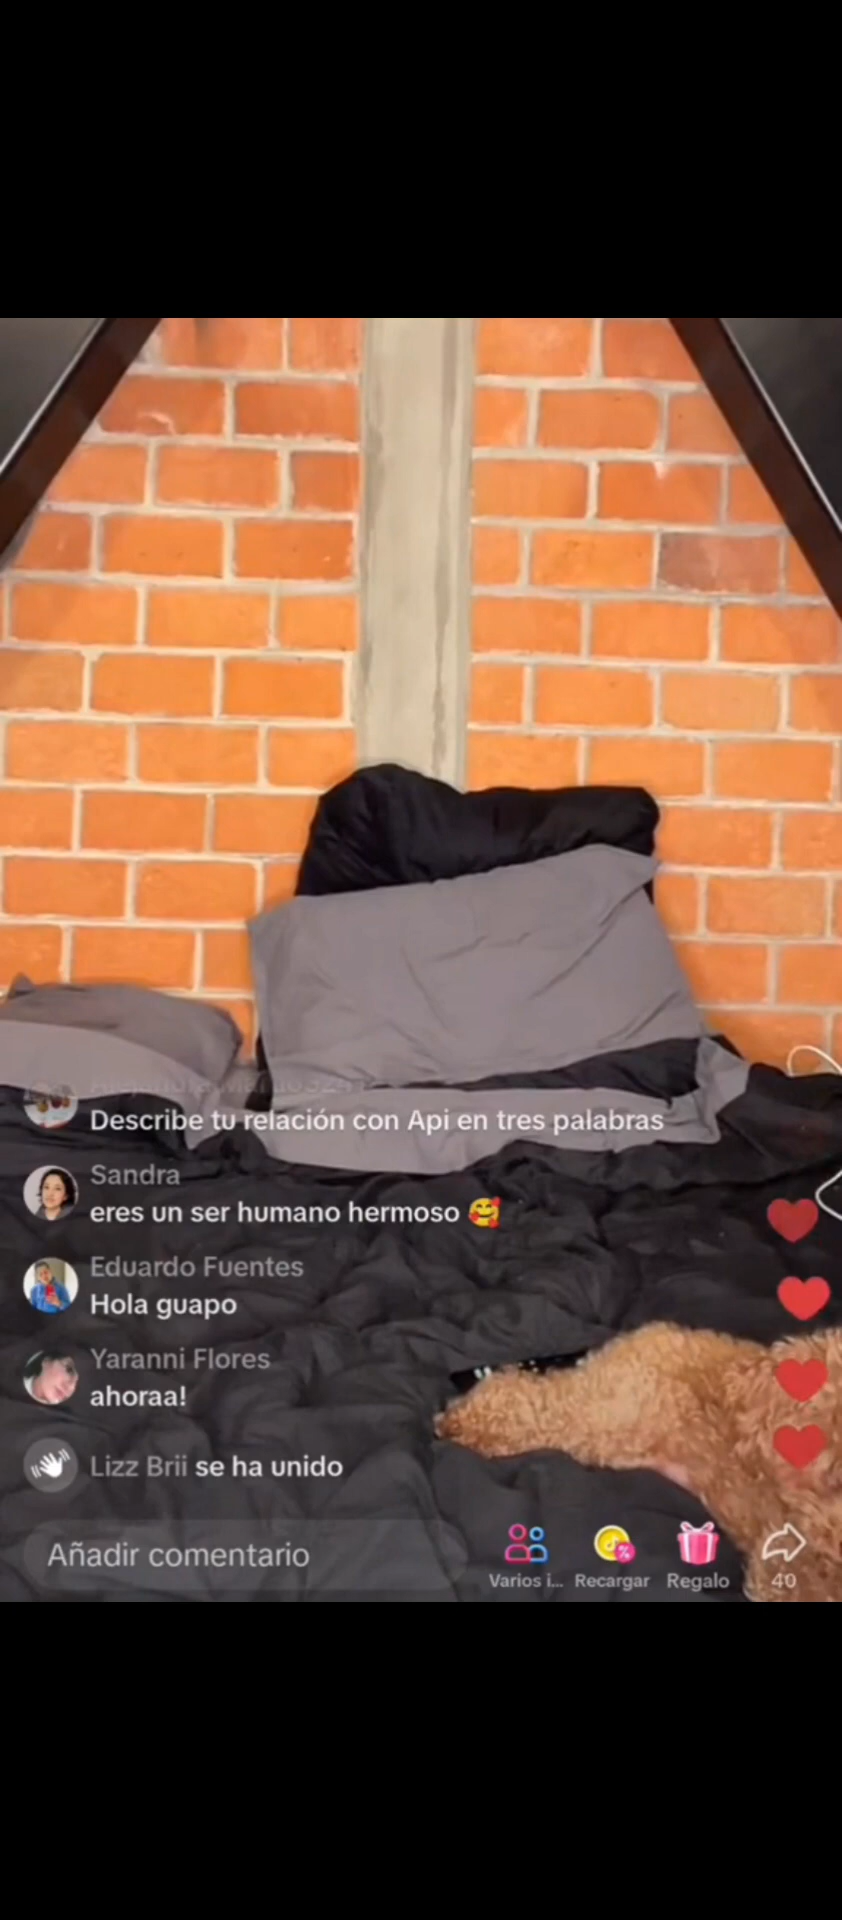 Describe tu relación con Api en tres palabras
Sandra
eres un ser humano hermoso 🥰
Eduardo Fuentes
Hola guapo
Yaranni Flores
ahoraa!
Lizz Brii se ha unido
Añadir comentario
Varios i...
Recargar
Regalo
40